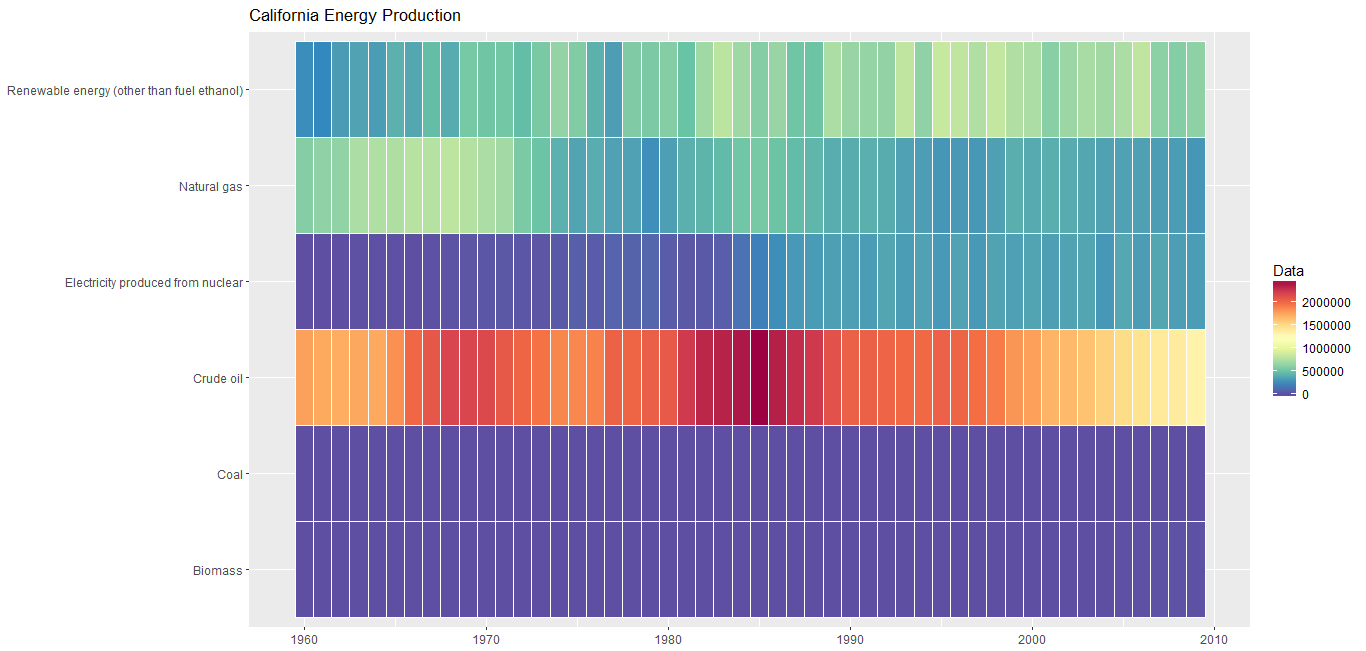 California Energy Production
Renewable energy (other than fuel ethanol)
Natural gas
Electricity produced from nuclear
Crude oil
Coal
Biomass
1960 1970 1980 1990 2000 2010
Data
2000000
1500000
1000000
500000
0